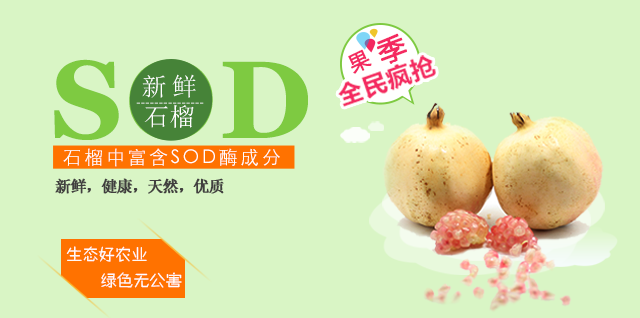 SOD
新鲜
石榴
石榴中富含SOD酶成分
新鲜，健康，天然，优质
果季
全民疯抢
生态好农业
绿色无公害